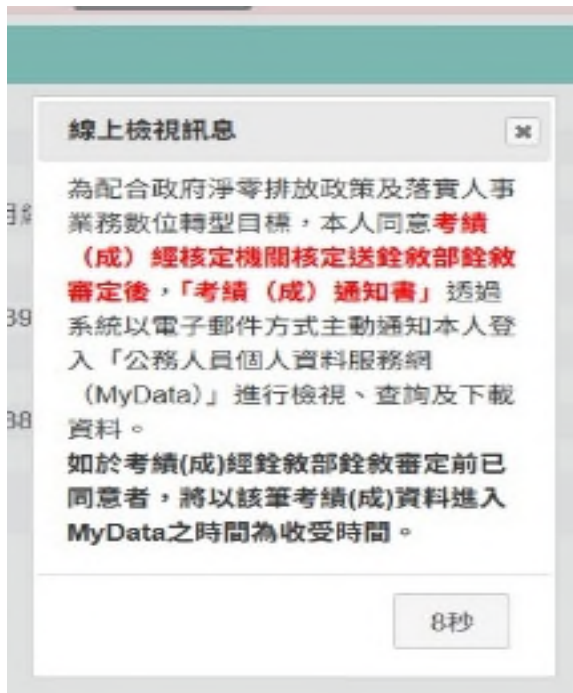 線上檢視訊息
為配合政府淨零排放政策及落實人事
業務數位轉型目標，本人同意考績
（成）經核定機關核定送銓敘部銓敘
審定後，「考績（成）通知書」透過
系統以電子郵件方式主動通知本人登
入「公務人員個人資料服務網
（MyData）」進行檢視、查詢及下載
資料。
如於考績(成)經銓敘部銓敘審定前已
同意者，將以該筆考績(成)資料進入
MyData之時間為收受時間。
8秒
39
38